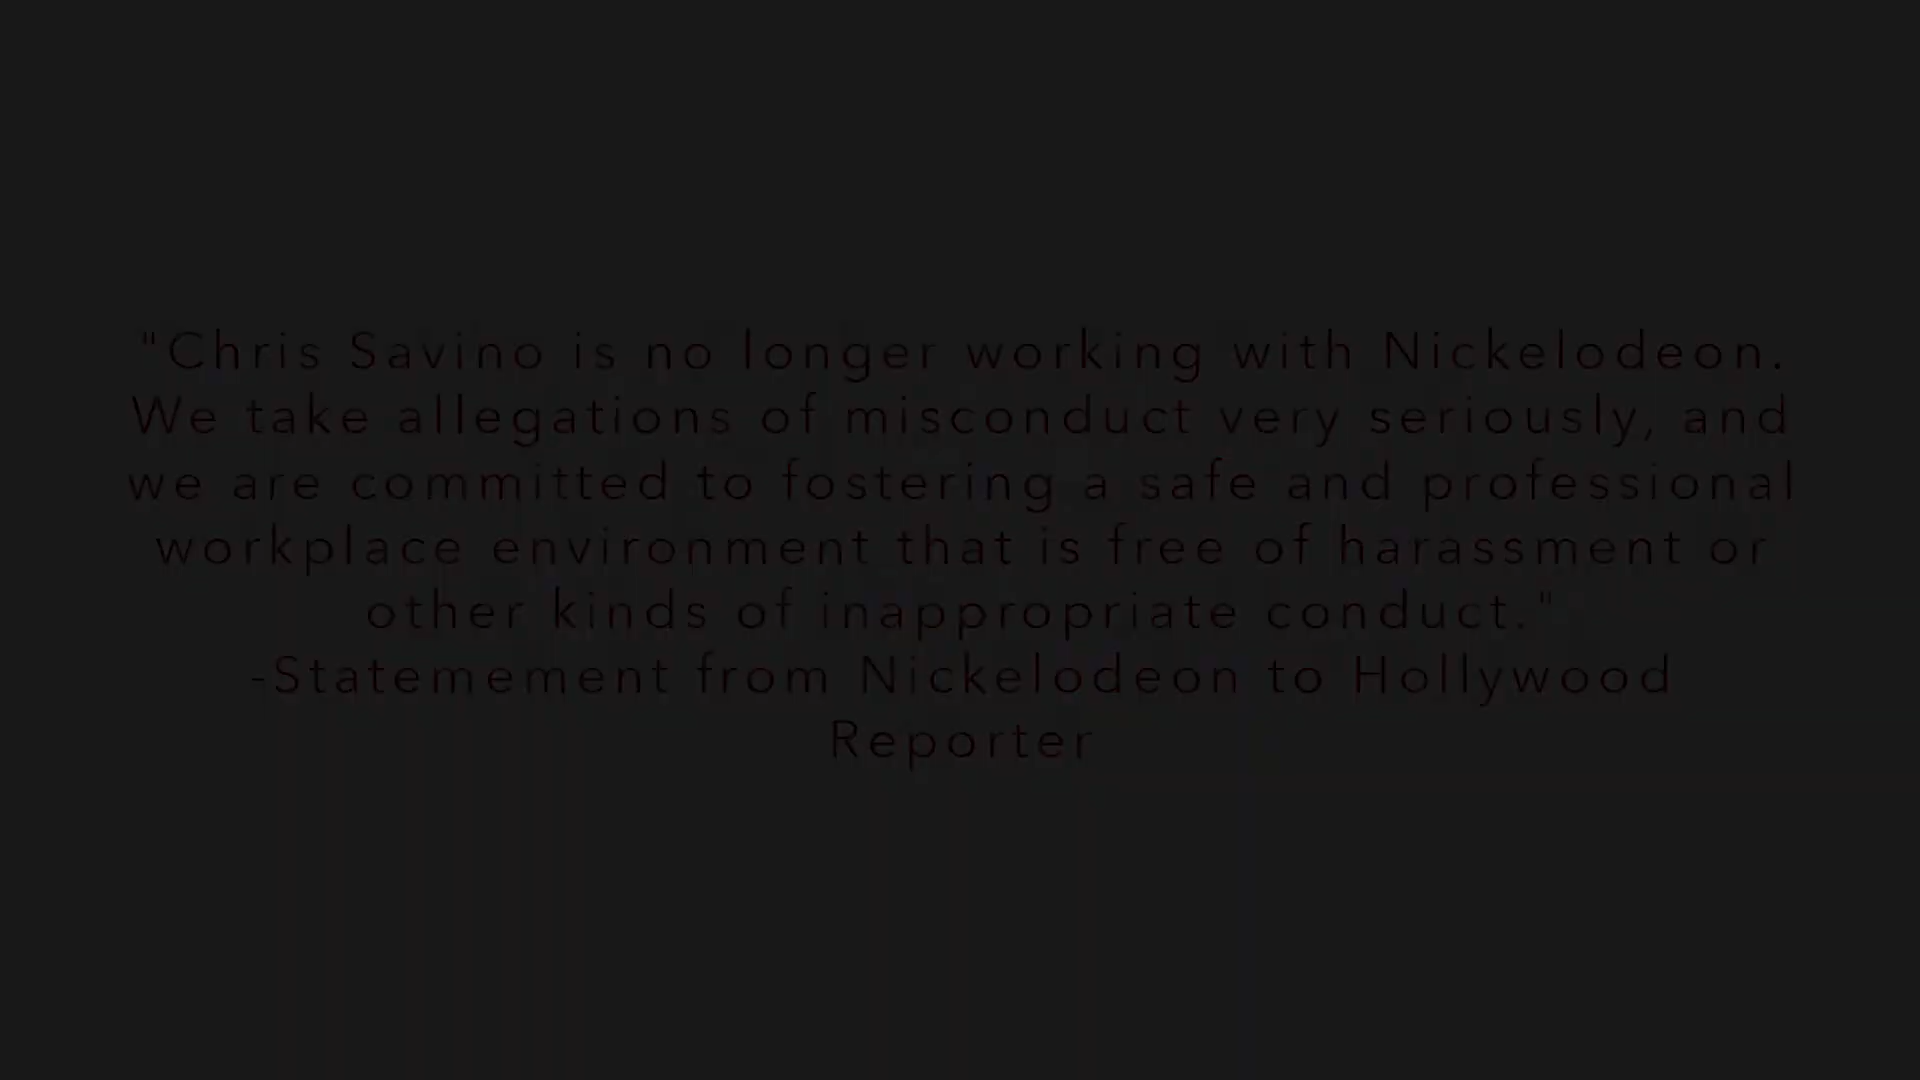 "Chris Savino is no longer working with Nickelodeon.
We take allegations of misconduct very seriously, and
we are committed to fostering a safe and professional
workplace environment that is free of harassment or
other kinds of inappropriate conduct."
-Statemement from Nickelodeon to Hollywood
Reporter